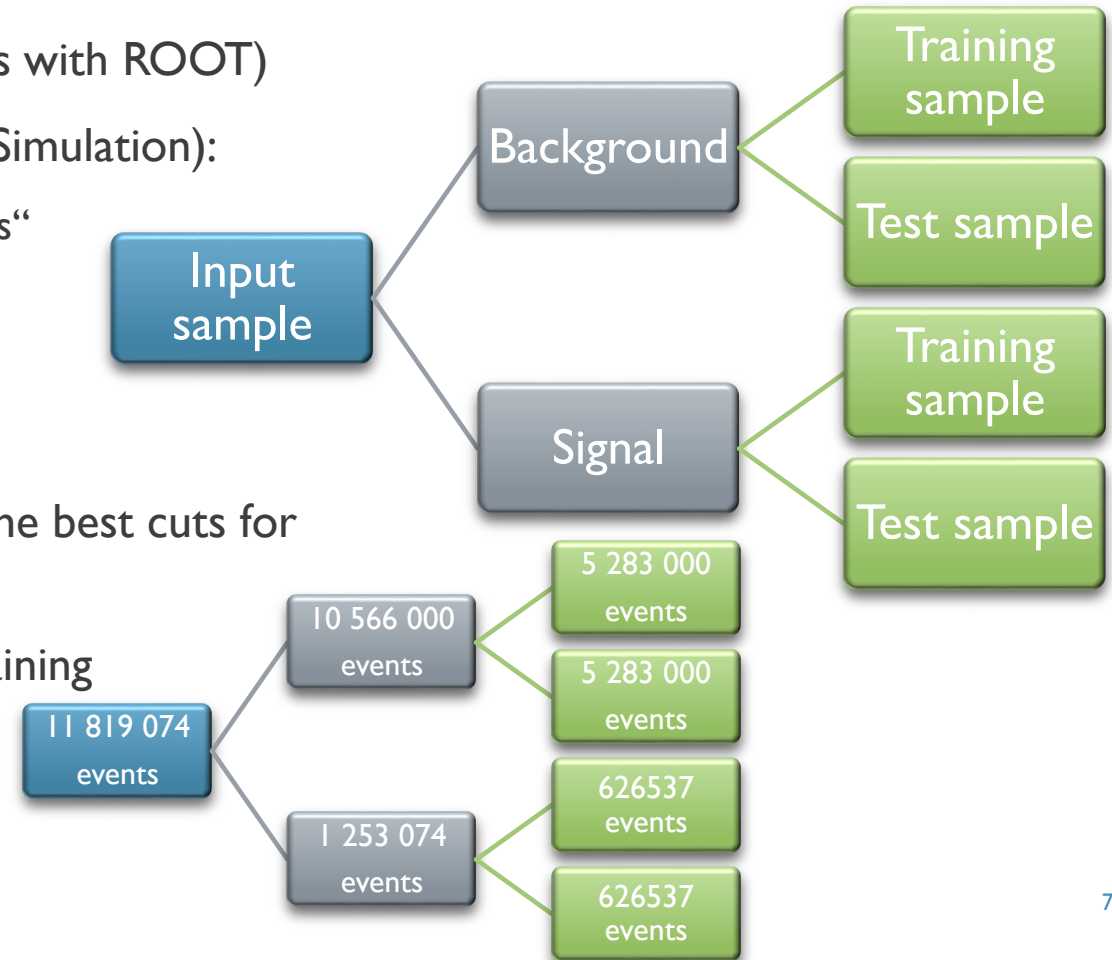 s with ROOT)
Simulation):
s“
ne best cuts for
aining
Input
sample
Background
Signal
Training
sample
Test sample
Training
sample
Test sample
11 819 074
events
10 566 000
events
1 253 074
events
5 283 000
events
5 283 000
events
626537
events
626537
events
7